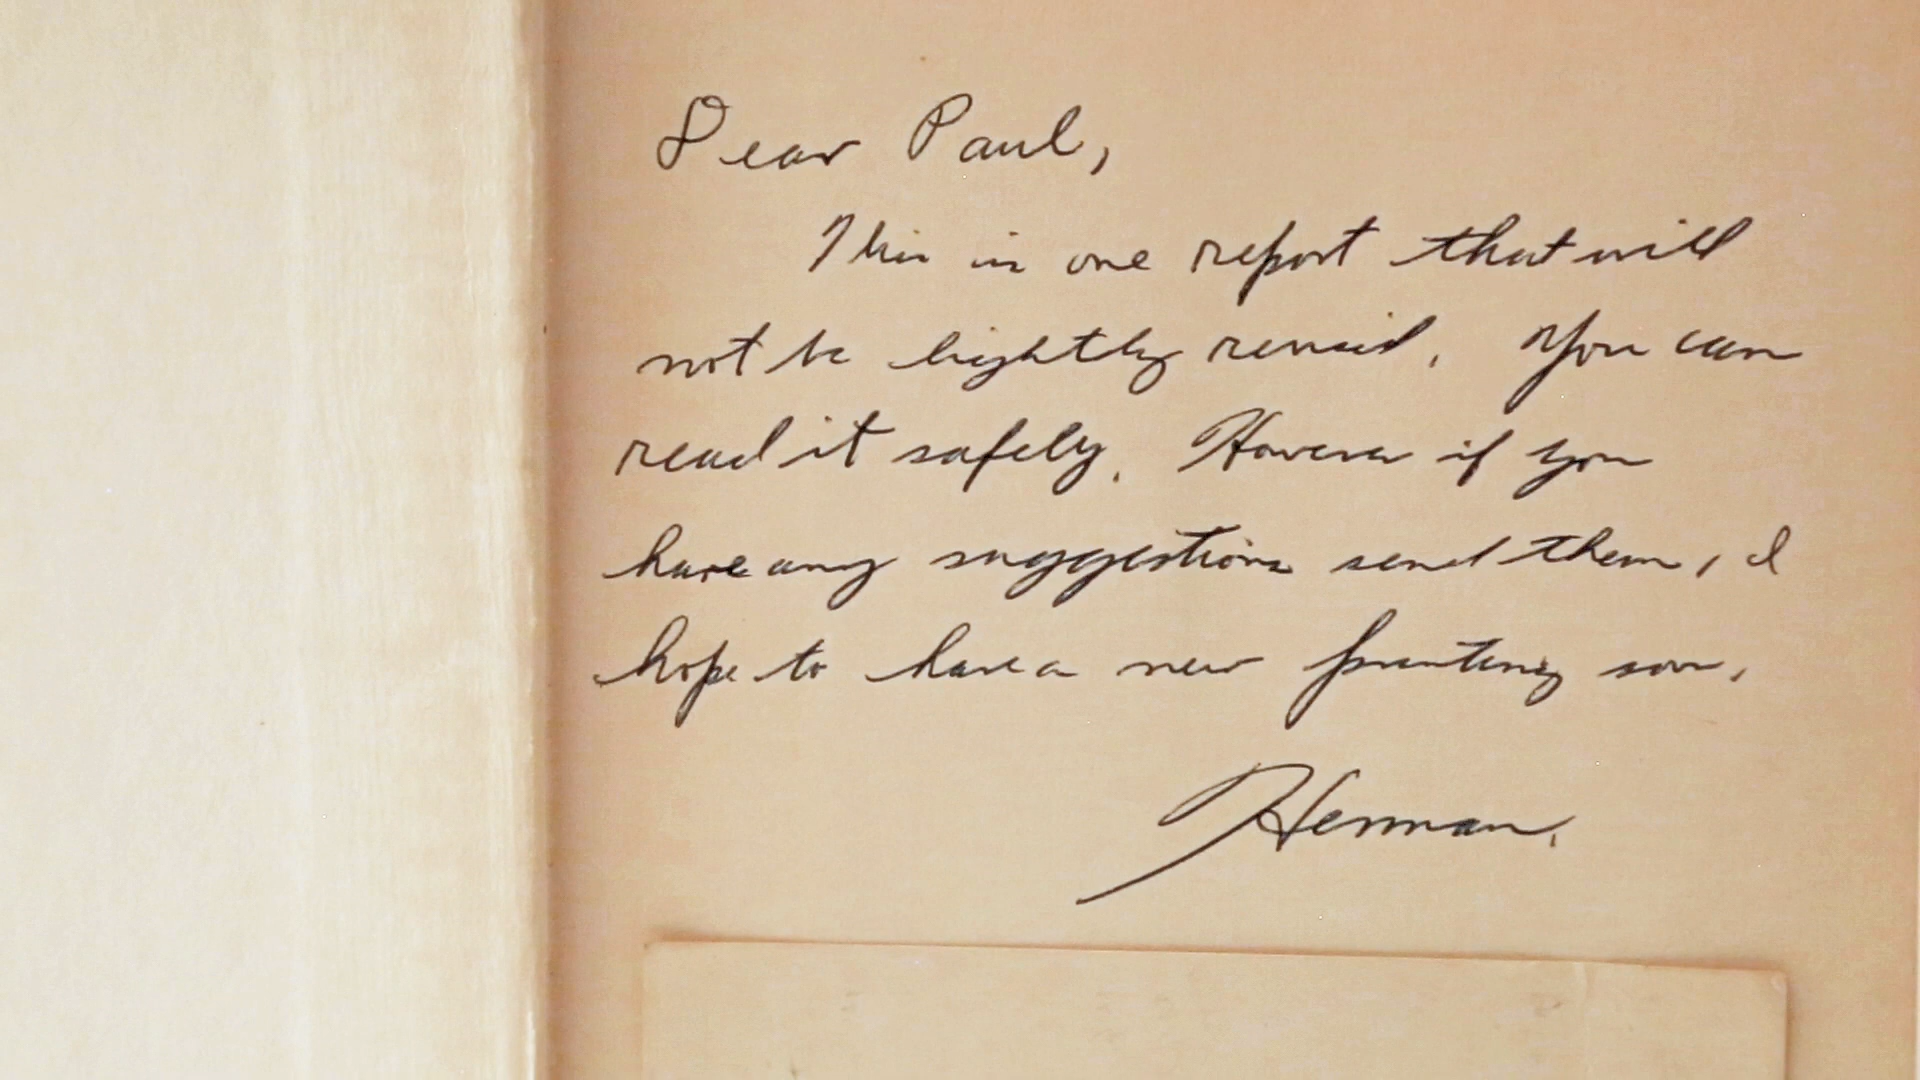 Dear Paul,
This is one report that will
not be lightly revised. You can
read it safely. However if you
have any suggestions send them, I
hope to have a new printing soon.
Herman.